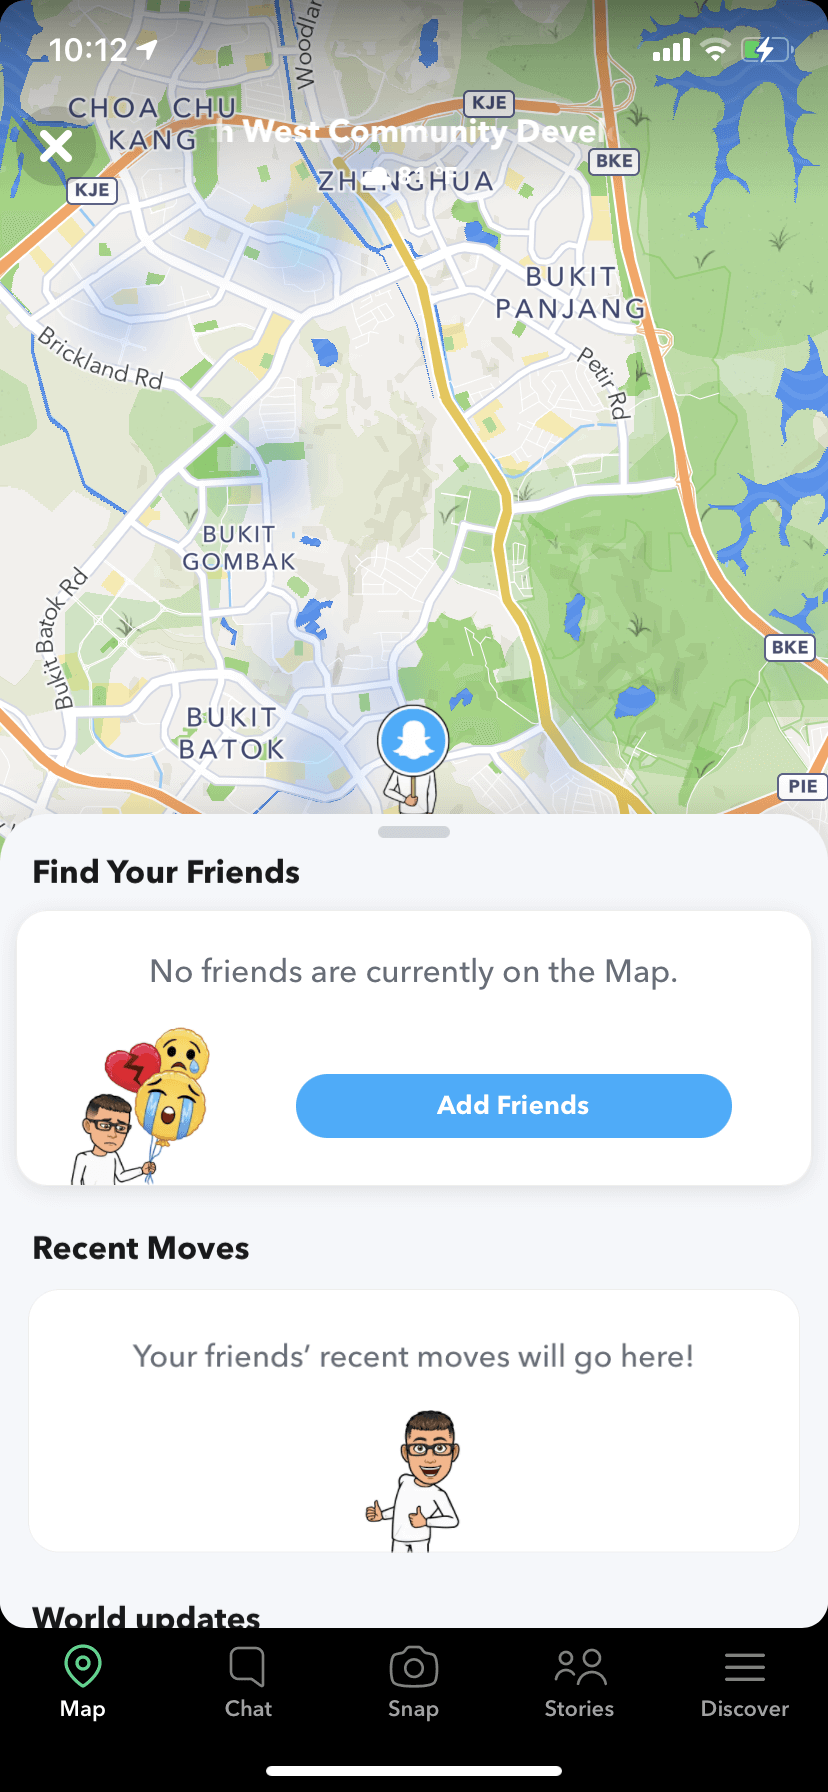 10:12
Woodlan
CHOA CHU
KANG
KJE
West Community Devel
BKE
KJE
ZHENGHUA
BUKIT
PANJANG
Brickland Rd
Petir Rd
BUKIT
GOMBAK
Bukit Batok Rd
BKE
BUKIT
BATOK
PIE
Find Your Friends
No friends are currently on the Map.
Add Friends
Recent Moves
Your friends’ recent moves will go here!
World updates
Map
Chat
Snap
Stories
Discover